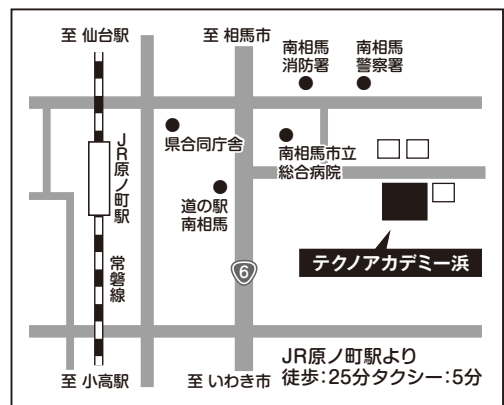 至 仙台駅
至 相馬市
南相馬
消防署
南相馬
警察署
県合同庁舎
南相馬市立
総合病院
JR原ノ町駅
道の駅
南相馬
テクノアカデミー浜
常磐線
6
JR原ノ町駅より
徒歩:25分タクシー:5分
至 小高駅
至 いわき市